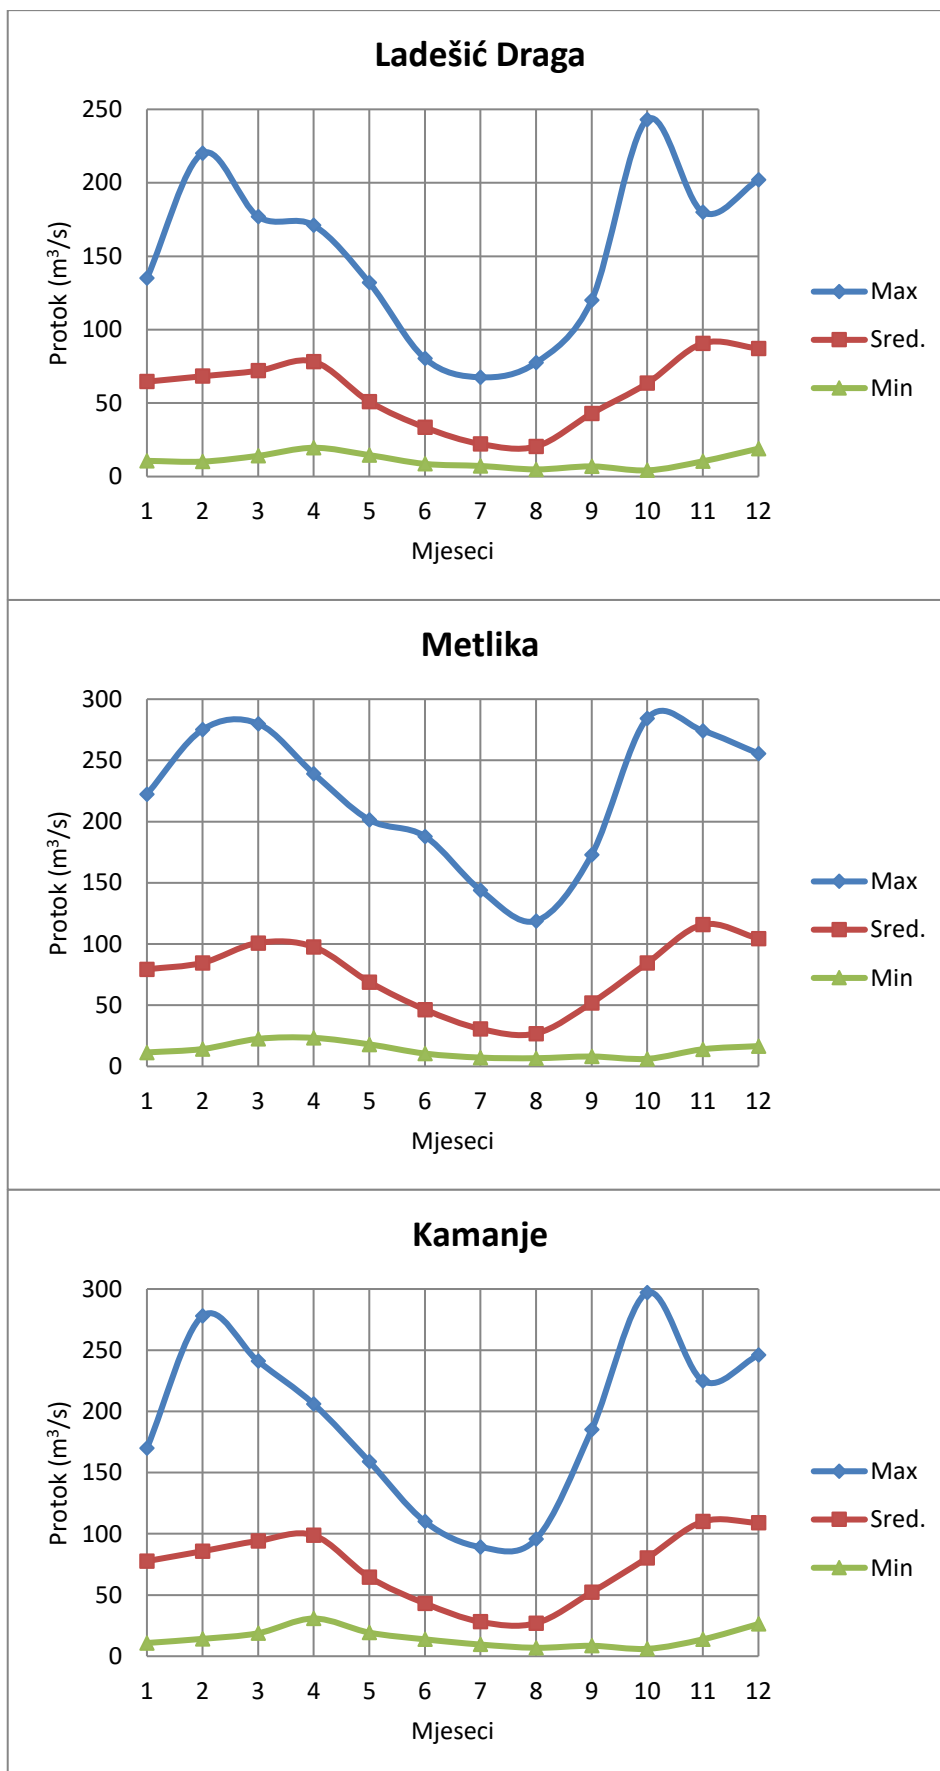 Ladešić Draga
250
200
150
100
50
0
Protok (m³/s)
1 2 3 4 5 6 7 8 9 10 11 12
Mjeseci
Max
Sred.
Min
Metlika
300
250
200
150
100
50
0
Protok (m³/s)
1 2 3 4 5 6 7 8 9 10 11 12
Mjeseci
Max
Sred.
Min
Kamanje
300
250
200
150
100
50
0
Protok (m³/s)
1 2 3 4 5 6 7 8 9 10 11 12
Mjeseci
Max
Sred.
Min